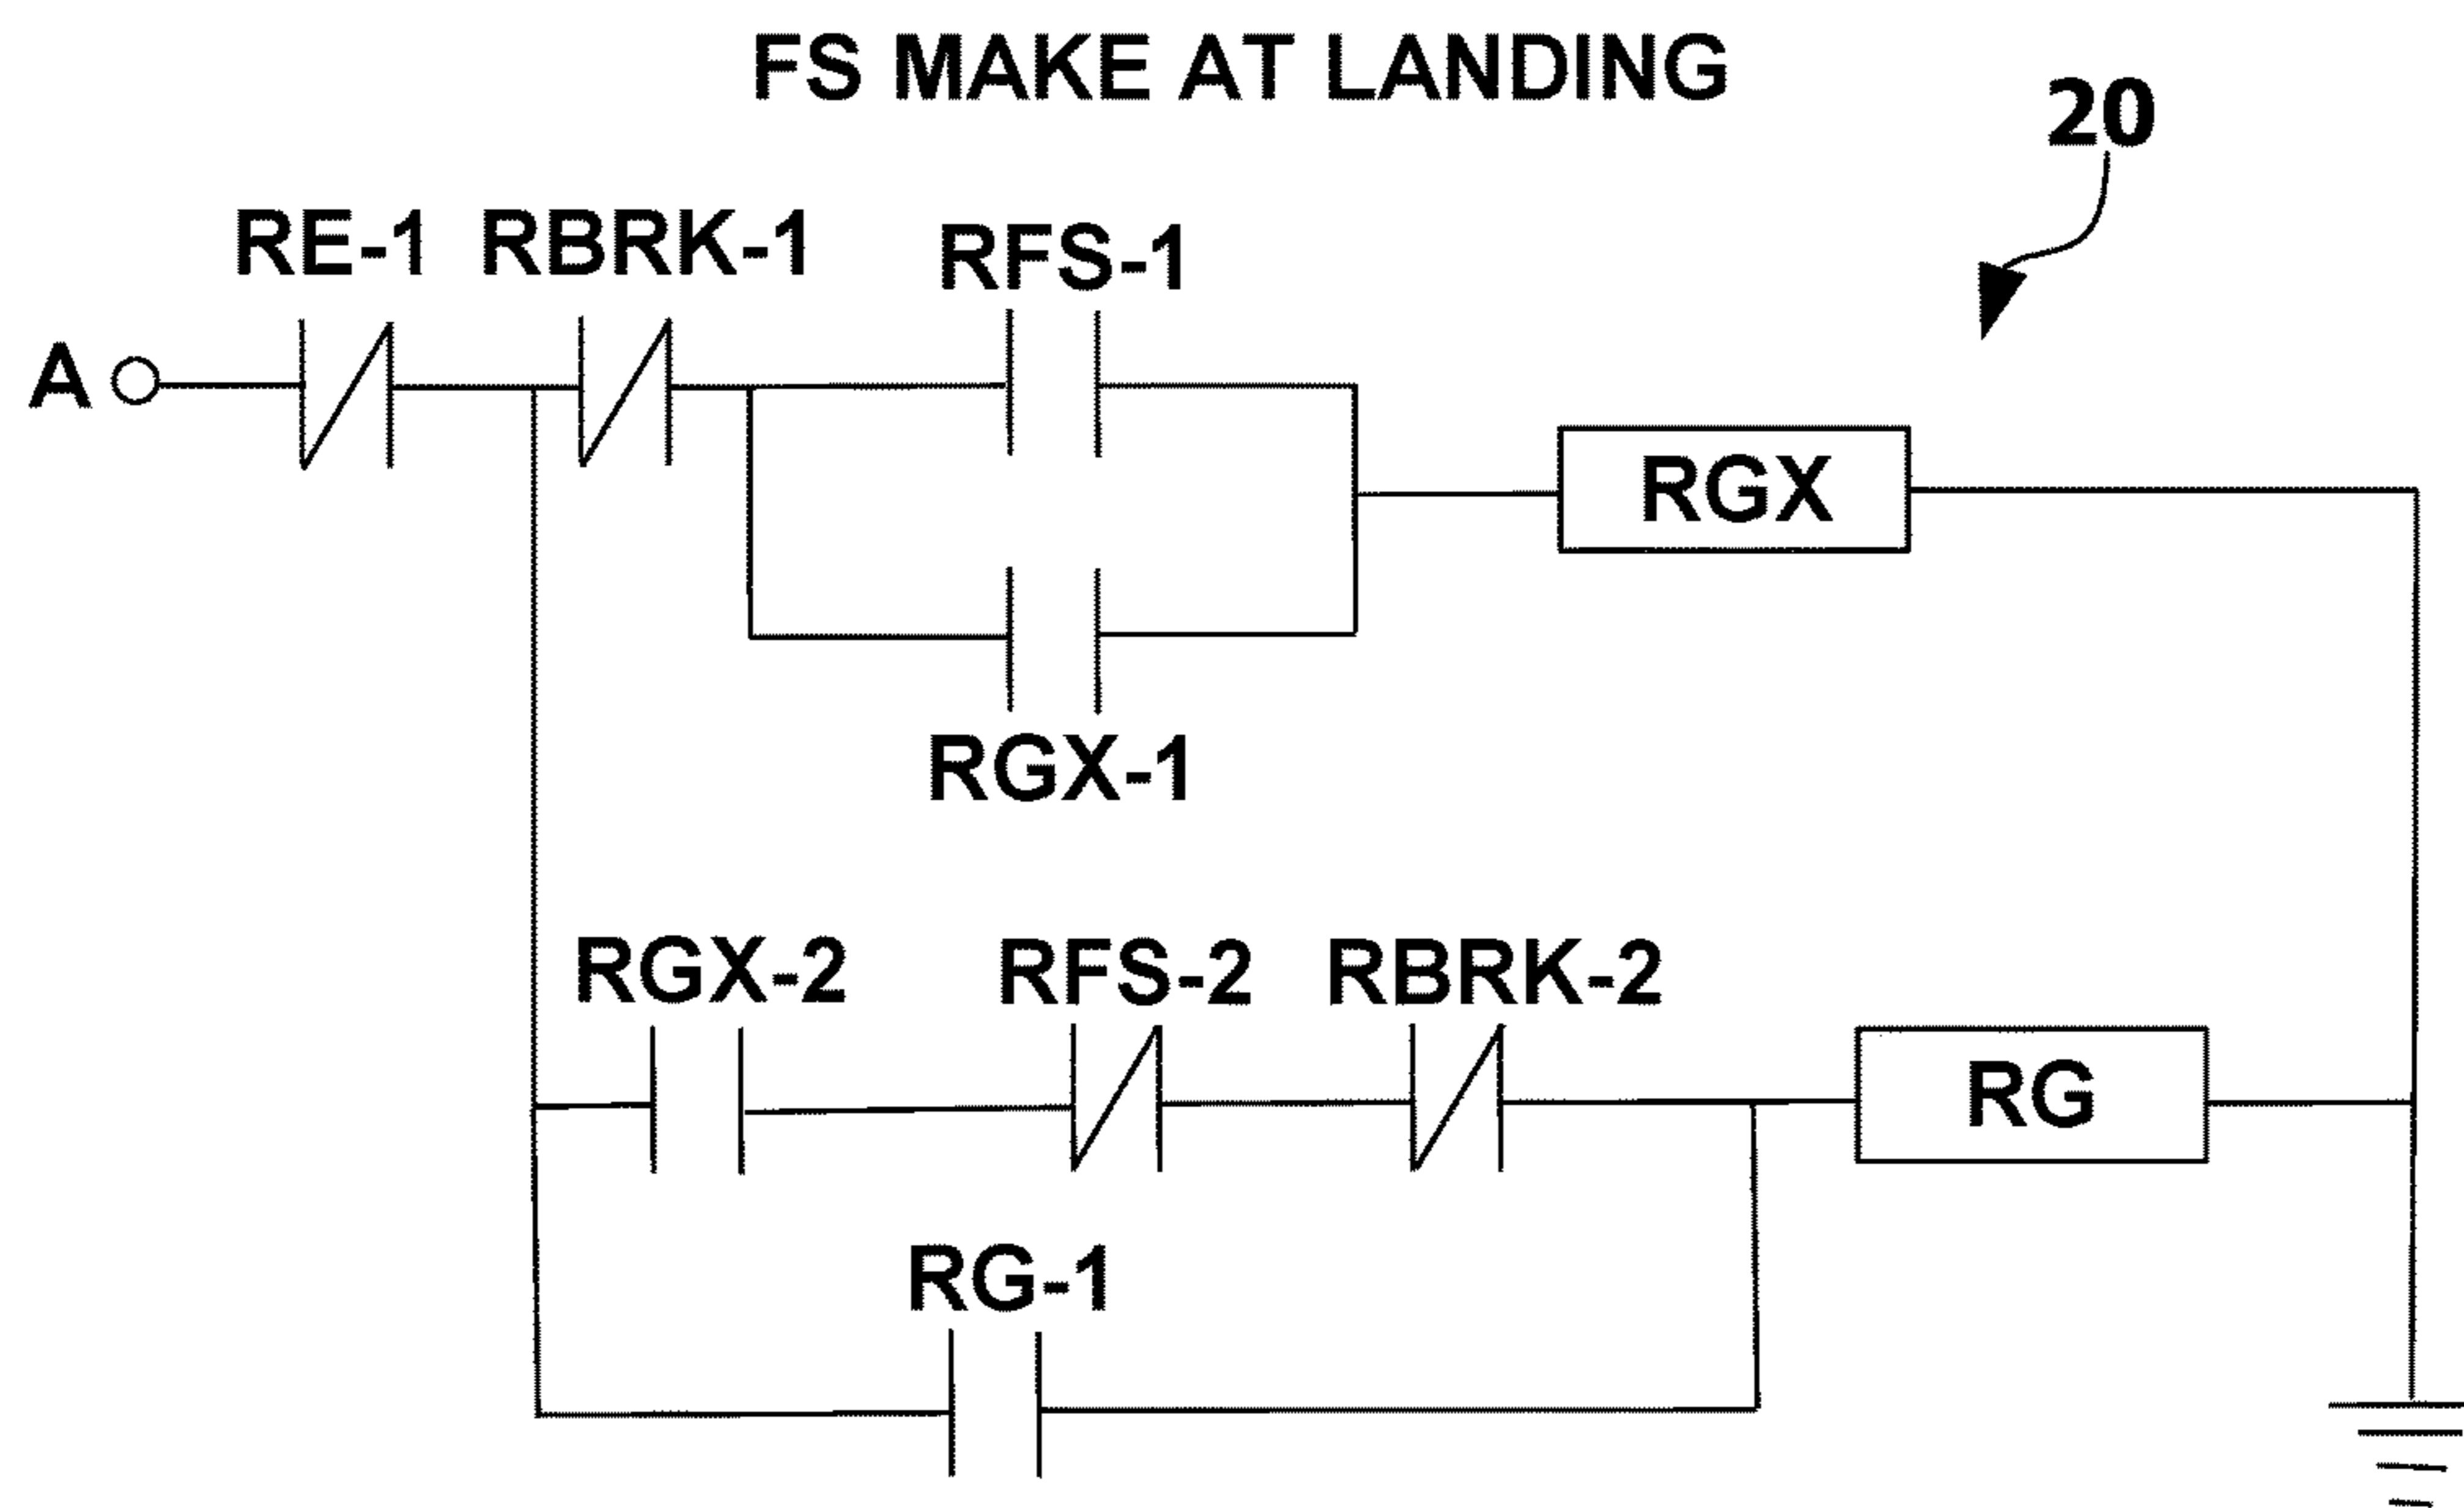 FS MAKE AT LANDING
20
RE-1 RBRK-1 RFS-1
A
RGX
RGX-1
RGX-2 RFS-2 RBRK-2
RG
RG-1